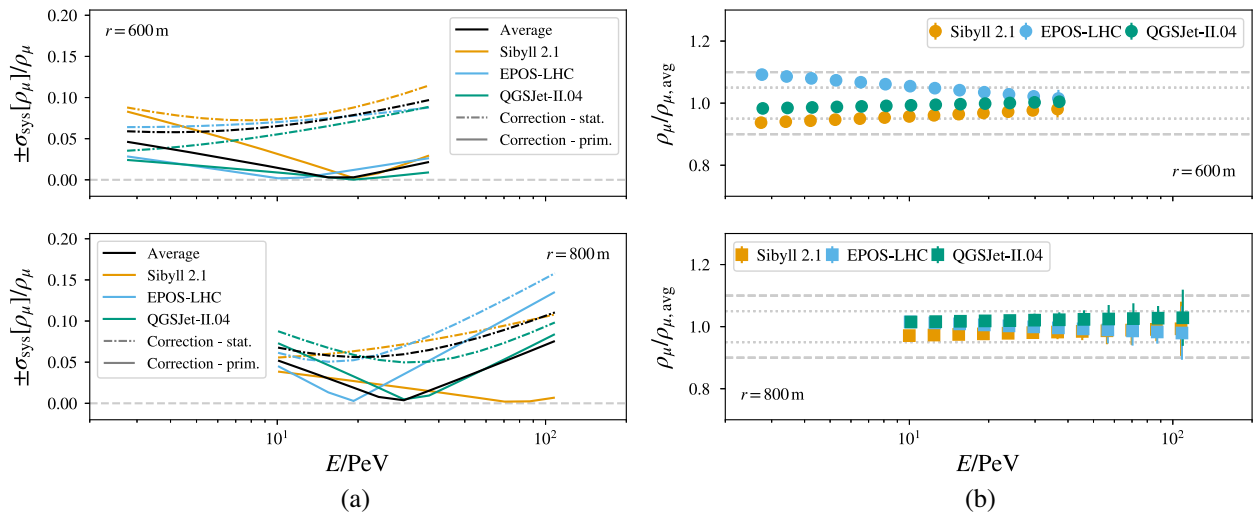 0.20
0.15
0.10
0.05
0.00
±σsys[ρμ]/ρμ
r = 600 m
Average
Sibyll 2.1
EPOS-LHC
QGSJet-II.04
Correction - stat.
Correction - prim.
0.20
0.15
0.10
0.05
0.00
±σsys[ρμ]/ρμ
Average
Sibyll 2.1
EPOS-LHC
QGSJet-II.04
Correction - stat.
Correction - prim.
r = 800 m
10¹
10²
E/PeV
(a)
1.2
1.0
0.8
ρμ/ρμ,avg
Sibyll 2.1
EPOS-LHC
QGSJet-II.04
r = 600 m
1.2
1.0
0.8
ρμ/ρμ,avg
Sibyll 2.1
EPOS-LHC
QGSJet-II.04
r = 800 m
10¹
10²
E/PeV
(b)